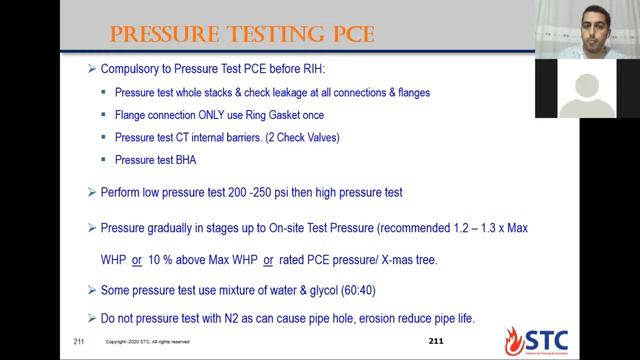 PRESSURE TESTING PCE
Compulsory to Pressure Test PCE before RIH:
Pressure test whole stacks & check leakage at all connections & flanges
Flange connection ONLY use Ring Gasket once
Pressure test CT internal barriers. (2 Check Valves)
Pressure test BHA
Perform low pressure test 200 -250 psi then high pressure test
Pressure gradually in stages up to On-site Test Pressure (recommended 1.2 – 1.3 x Max
WHP or 10 % above Max WHP or rated PCE pressure/ X-mas tree.
Some pressure test use mixture of water & glycol (60:40)
Do not pressure test with N2 as can cause pipe hole, erosion reduce pipe life.
211
Copyright -2020 STC. All rights reserved
211
STC